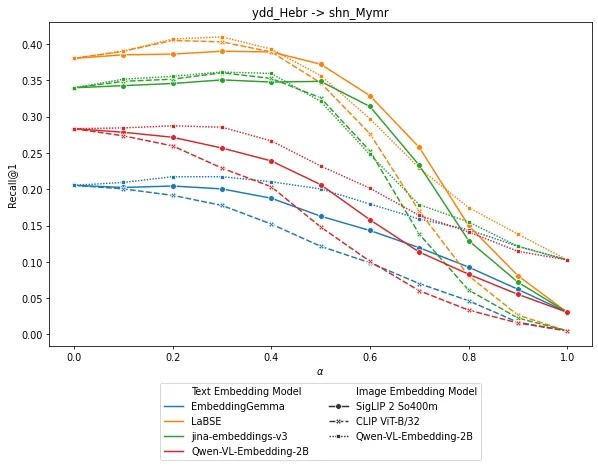 ydd_Hebr -> shn_Mymr
0.40
0.35
0.30
0.25
0.20
0.15
0.10
0.05
0.00
Recall@1
0.0 0.2 0.4 0.6 0.8 1.0
α
Text Embedding Model
EmbeddingGemma
LaBSE
jina-embeddings-v3
Qwen-VL-Embedding-2B
Image Embedding Model
SigLIP 2 So400m
CLIP ViT-B/32
Qwen-VL-Embedding-2B